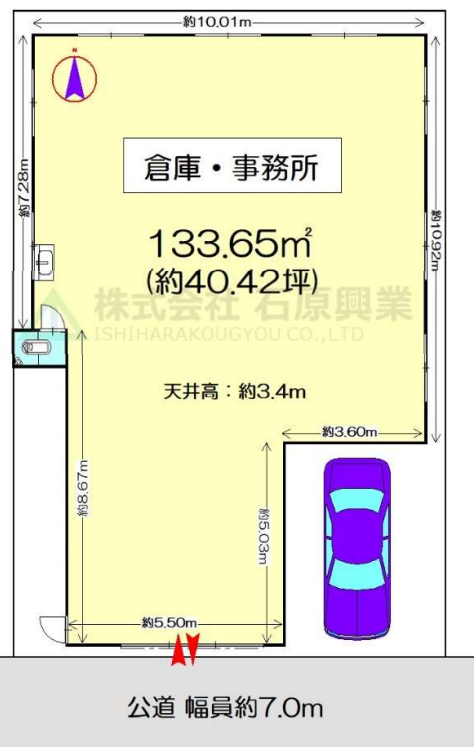 約10.01m
N
約7.28m
倉庫・事務所
133.65㎡
(約40.42坪)
約10.92m
株式会社 石原興業
ISHIHARAKOUGYOU CO.,LTD
天井高：約3.4m
約3.60m
約8.67m
約5.03m
約5.50m
公道 幅員約7.0m